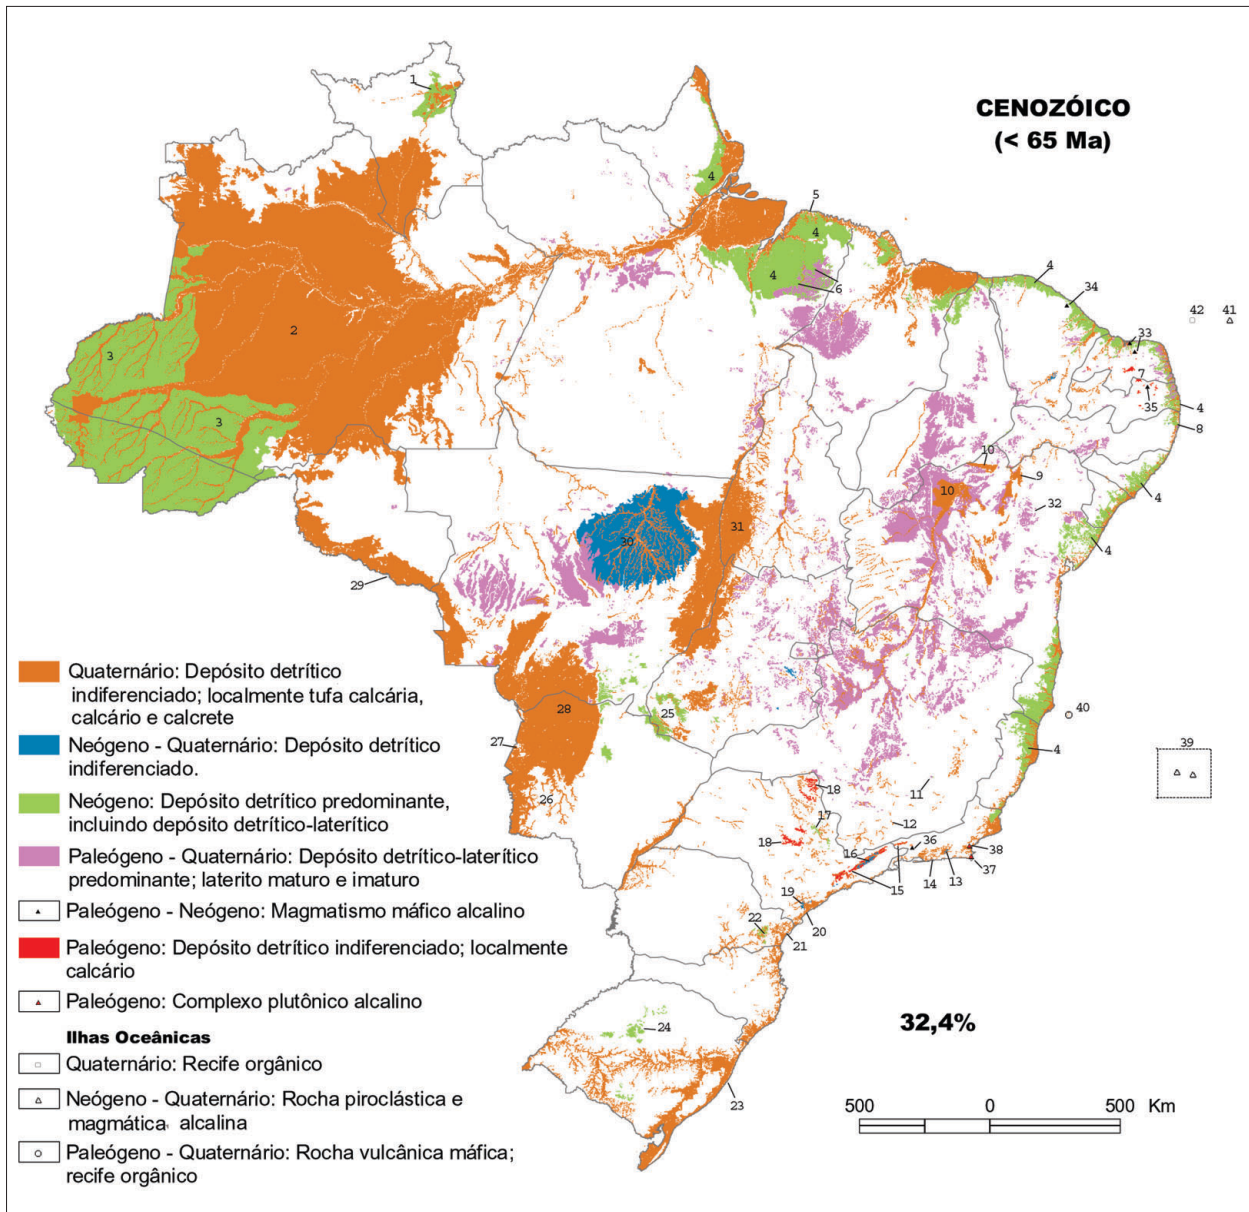 CENOZÓICO
(< 65 Ma)
1
2
3
3
4
4
4
5
6
4
34
42
41
33
7
35
4
8
10
9
10
32
4
4
31
30
29
28
27
26
25
40
39
4
11
12
18
17
18
16
36
38
37
15
14
13
19
20
22
21
24
23
Quaternário: Depósito detrítico
indiferenciado; localmente tufa calcária,
calcário e calcrete
Neógeno - Quaternário: Depósito detrítico
indiferenciado.
Neógeno: Depósito detrítico predominante,
incluindo depósito detrítico-laterítico
Paleógeno - Quaternário: Depósito detrítico-laterítico
predominante; laterito maturo e imaturo
Paleógeno - Neógeno: Magmatismo máfico alcalino
Paleógeno: Depósito detrítico indiferenciado; localmente
calcário
Paleógeno: Complexo plutônico alcalino
Ilhas Oceânicas
Quaternário: Recife orgânico
Neógeno - Quaternário: Rocha piroclástica e
magmática alcalina
Paleógeno - Quaternário: Rocha vulcânica máfica;
recife orgânico
32,4%
500 0 500 Km